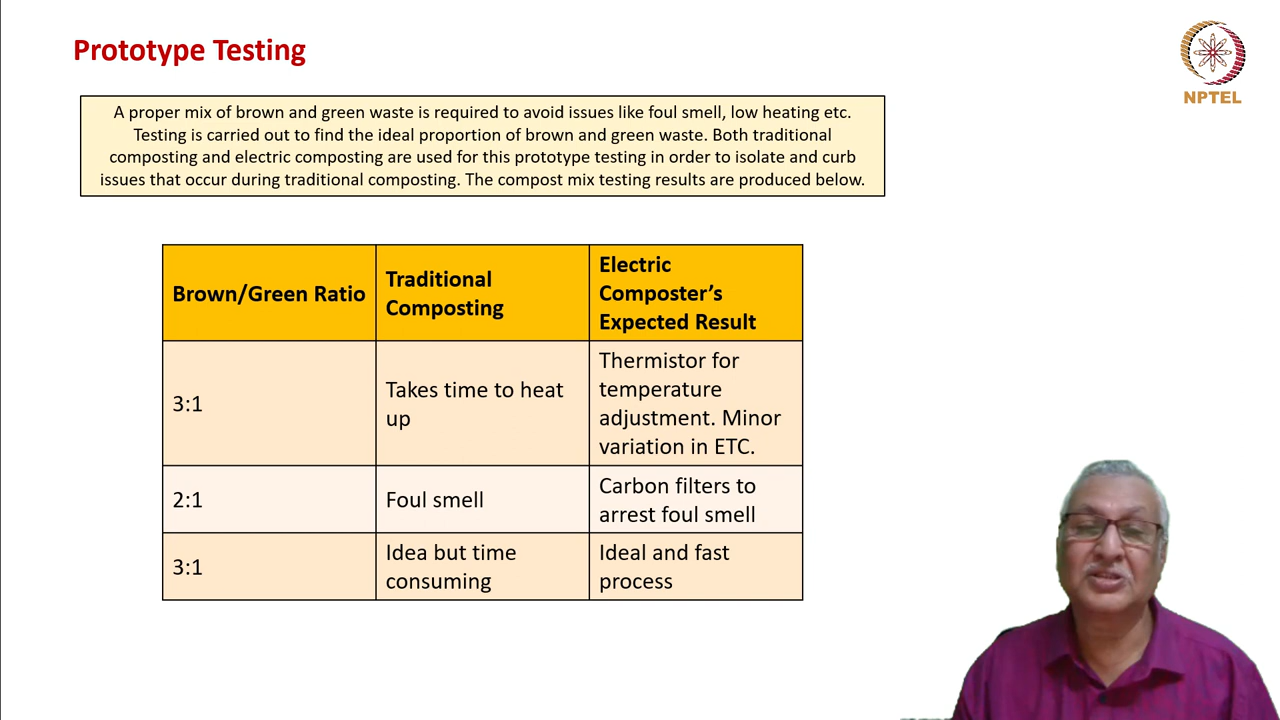 Prototype Testing
NPTEL
A proper mix of brown and green waste is required to avoid issues like foul smell, low heating etc.
Testing is carried out to find the ideal proportion of brown and green waste. Both traditional
composting and electric composting are used for this prototype testing in order to isolate and curb
issues that occur during traditional composting. The compost mix testing results are produced below.
Brown/Green Ratio
Traditional
Composting
Electric
Composter’s
Expected Result
3:1
Takes time to heat
up
Thermistor for
temperature
adjustment. Minor
variation in ETC.
2:1
Foul smell
Carbon filters to
arrest foul smell
3:1
Idea but time
consuming
Ideal and fast
process